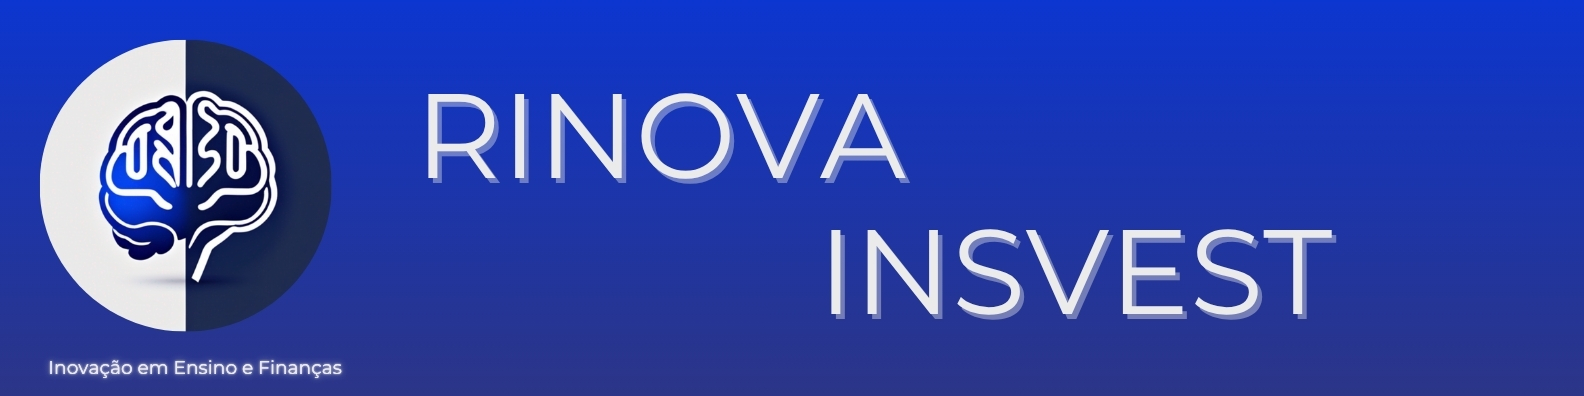 RINOVA
INSVEST
Inovação em Ensino e Finanças